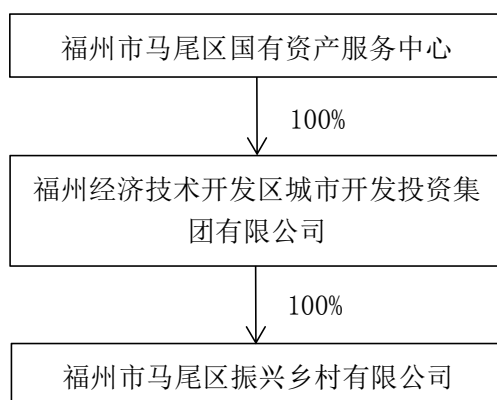 福州市马尾区国有资产服务中心
100%
福州经济技术开发区城市开发投资集
团有限公司
100%
福州市马尾区振兴乡村有限公司